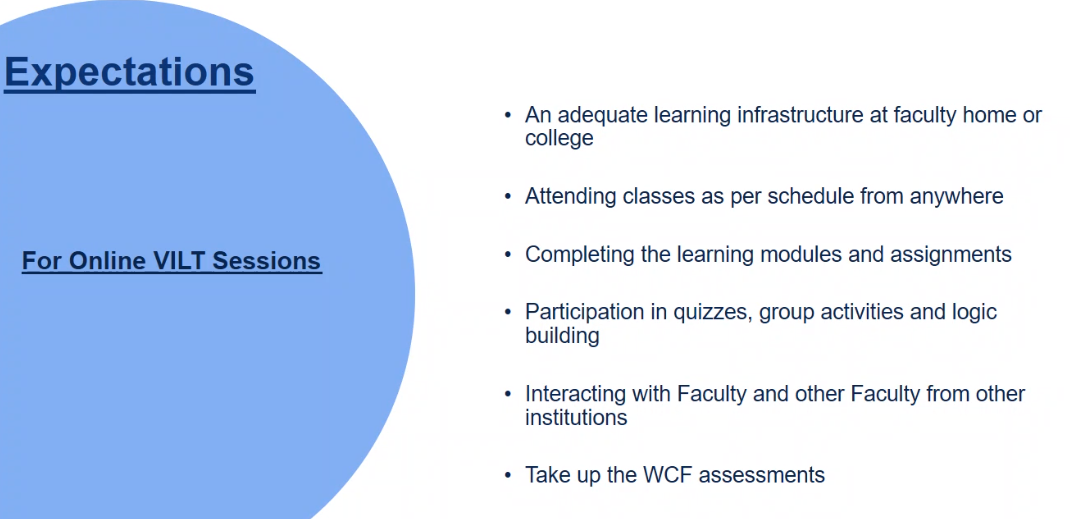 Expectations
For Online VILT Sessions
• An adequate learning infrastructure at faculty home or
college
• Attending classes as per schedule from anywhere
• Completing the learning modules and assignments
• Participation in quizzes, group activities and logic
building
• Interacting with Faculty and other Faculty from other
institutions
• Take up the WCF assessments